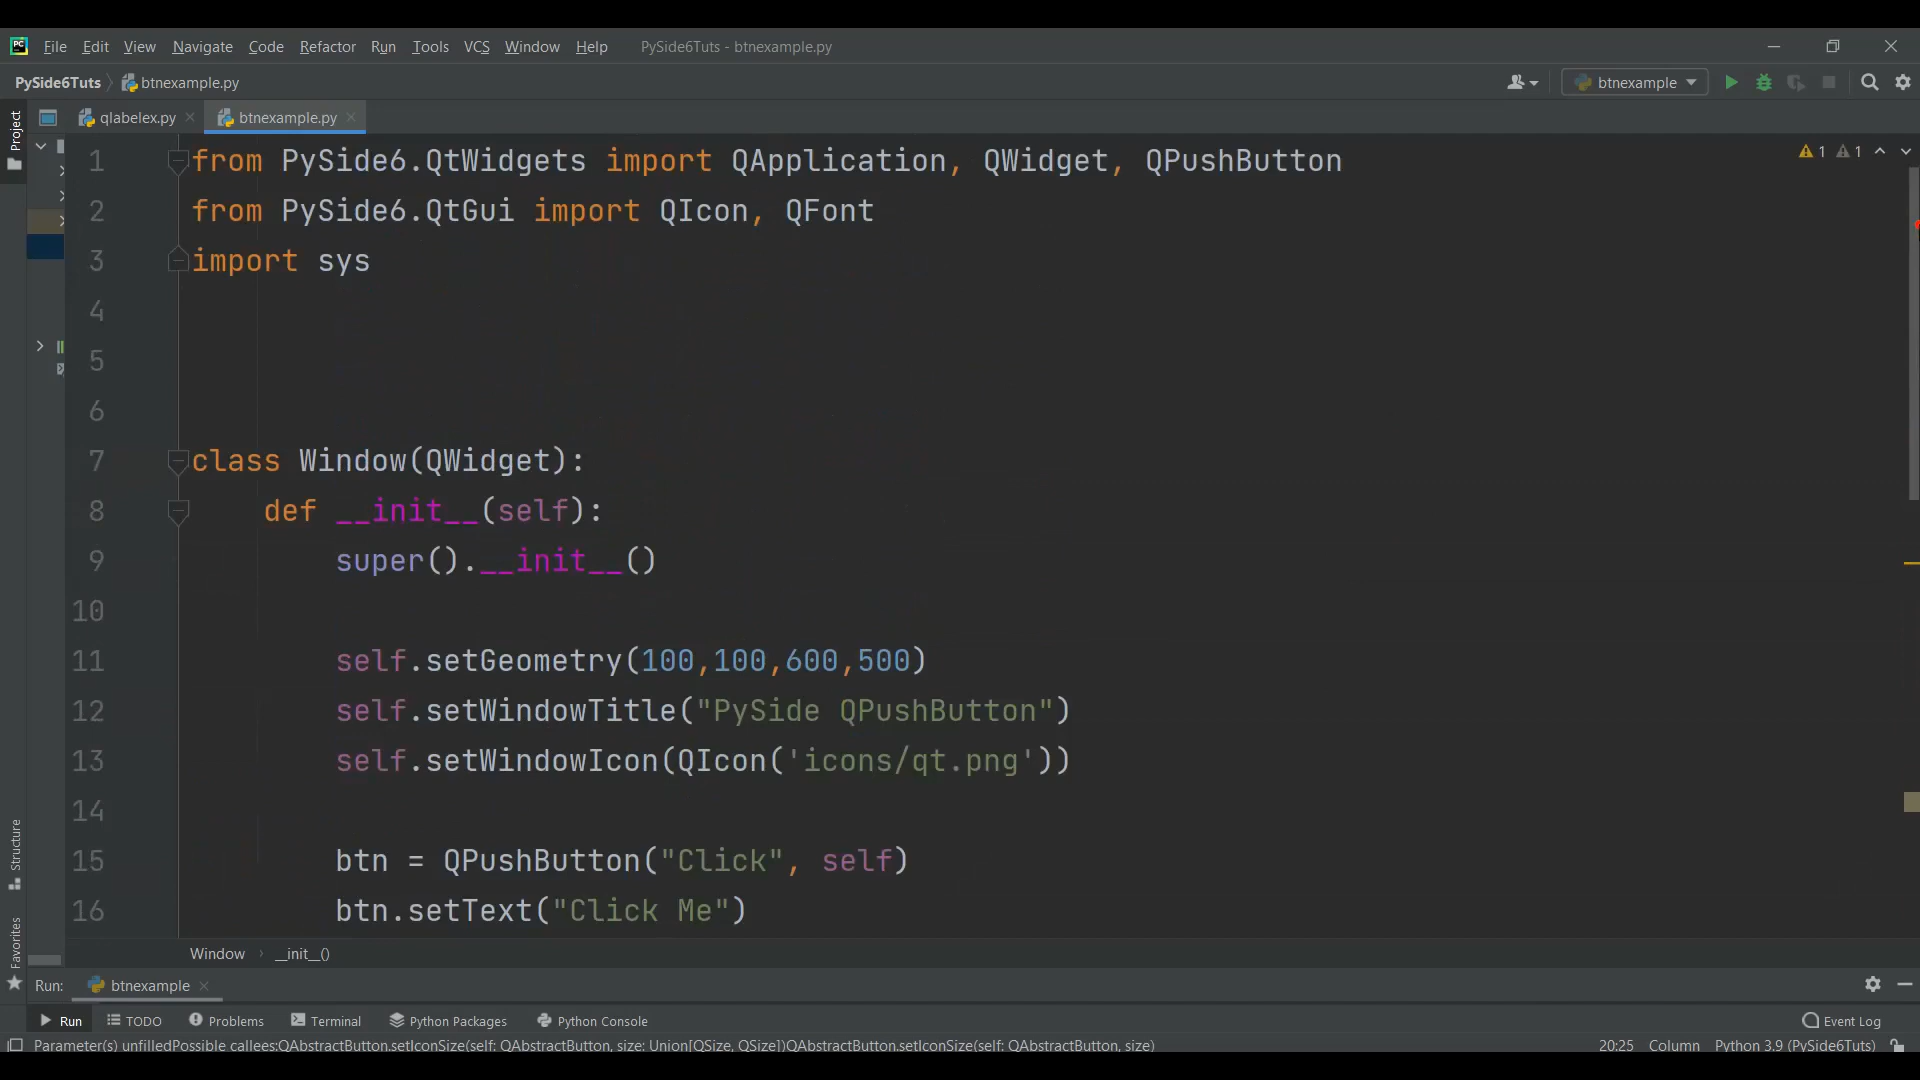 File Edit View Navigate Code Refactor Run Tools VCS Window Help PySide6Tuts - btnexample.py
PySide6Tuts btnexample.py btnexample
Project
qlabelex.py btnexample.py
1 from PySide6.QtWidgets import QApplication, QWidget, QPushButton
1 1
2 from PySide6.QtGui import QIcon, QFont
3 import sys
4
5
6
7 class Window(QWidget):
8 def __init__(self):
9 super().__init__()
10
11 self.setGeometry(100,100,600,500)
12 self.setWindowTitle("PySide QPushButton")
13 self.setWindowIcon(QIcon('icons/qt.png'))
14
15 btn = QPushButton("Click", self)
16 btn.setText("Click Me")
Structure
Favorites
Window __init__()
Run: btnexample
Run TODO Problems Terminal Python Packages Python Console Event Log
Parameter(s) unfilledPossible callees:QAbstractButton.setIconSize(self: QAbstractButton, size: Union[QSize, QSize])QAbstractButton.setIconSize(self: QAbstractButton, size) 20:25 Column Python 3.9 (PySide6Tuts)